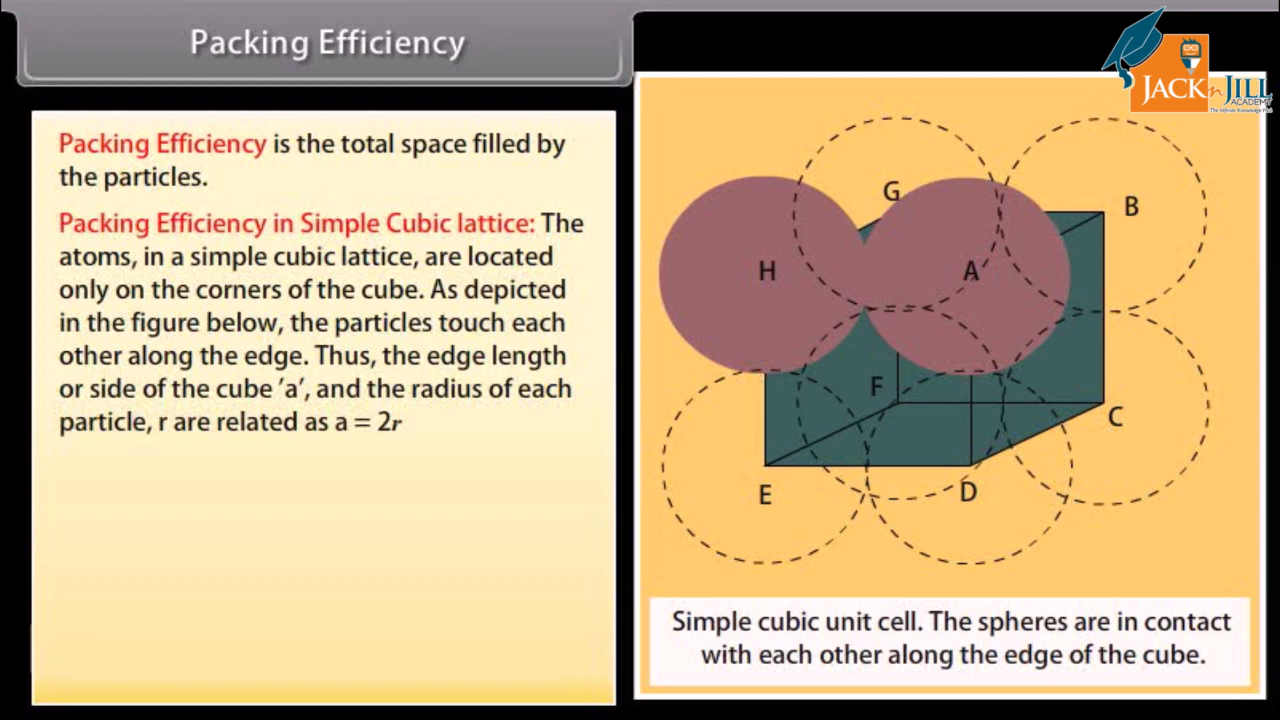 Packing Efficiency
JACK n JILL
ACADEMY
The Infinite Knowledge Hub
Packing Efficiency is the total space filled by
the particles.
Packing Efficiency in Simple Cubic lattice: The
atoms, in a simple cubic lattice, are located
only on the corners of the cube. As depicted
in the figure below, the particles touch each
other along the edge. Thus, the edge length
or side of the cube ’a’, and the radius of each
particle, r are related as a = 2r
G
B
H
A
F
C
E
D
Simple cubic unit cell. The spheres are in contact
with each other along the edge of the cube.